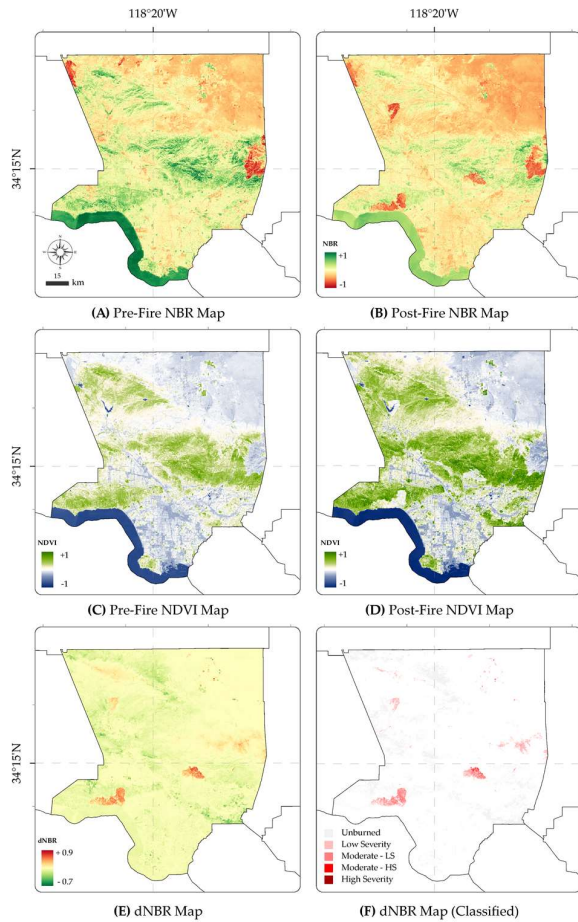 118°20'W
118°20'W
34°15'N
N
15
km
NBR
+1
-1
(A) Pre-Fire NBR Map
(B) Post-Fire NBR Map
34°15'N
NDVI
+1
-1
NDVI
+1
-1
(C) Pre-Fire NDVI Map
(D) Post-Fire NDVI Map
34°15'N
dNBR
+ 0.9
- 0.7
Unburned
Low Severity
Moderate - LS
Moderate - HS
High Severity
(E) dNBR Map
(F) dNBR Map (Classified)